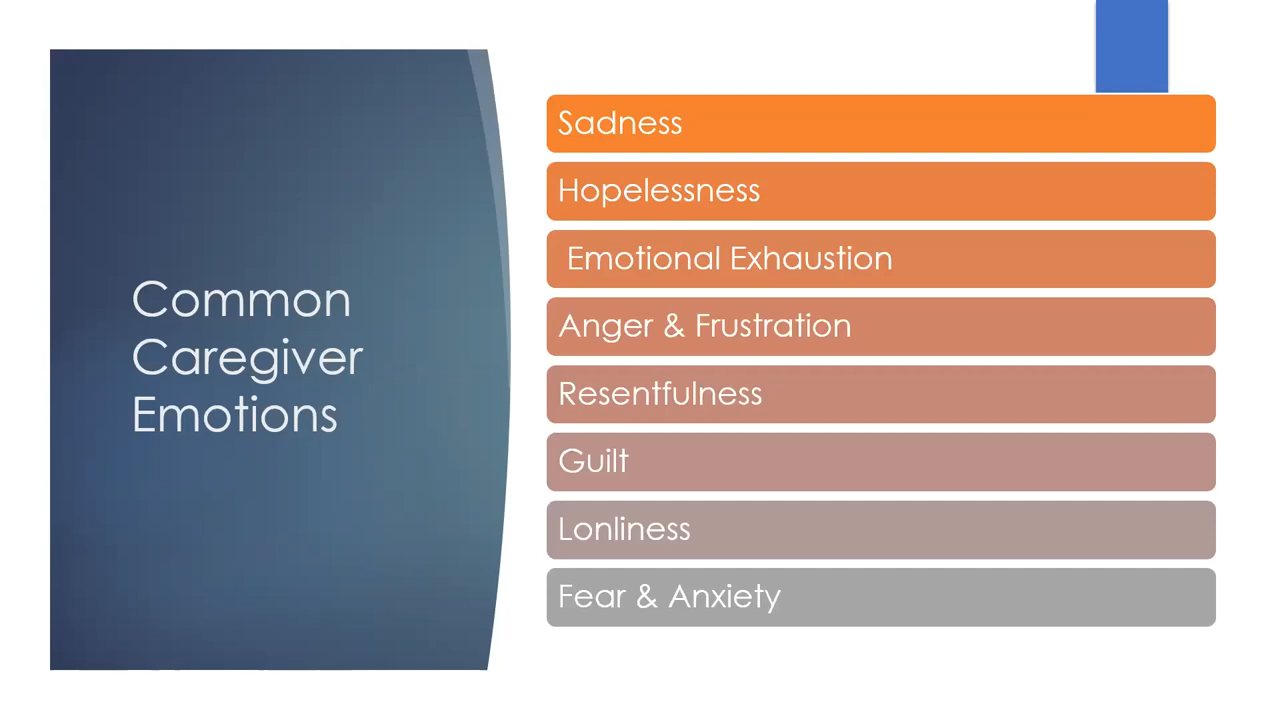 Common
Caregiver
Emotions
Sadness
Hopelessness
Emotional Exhaustion
Anger & Frustration
Resentfulness
Guilt
Lonliness
Fear & Anxiety